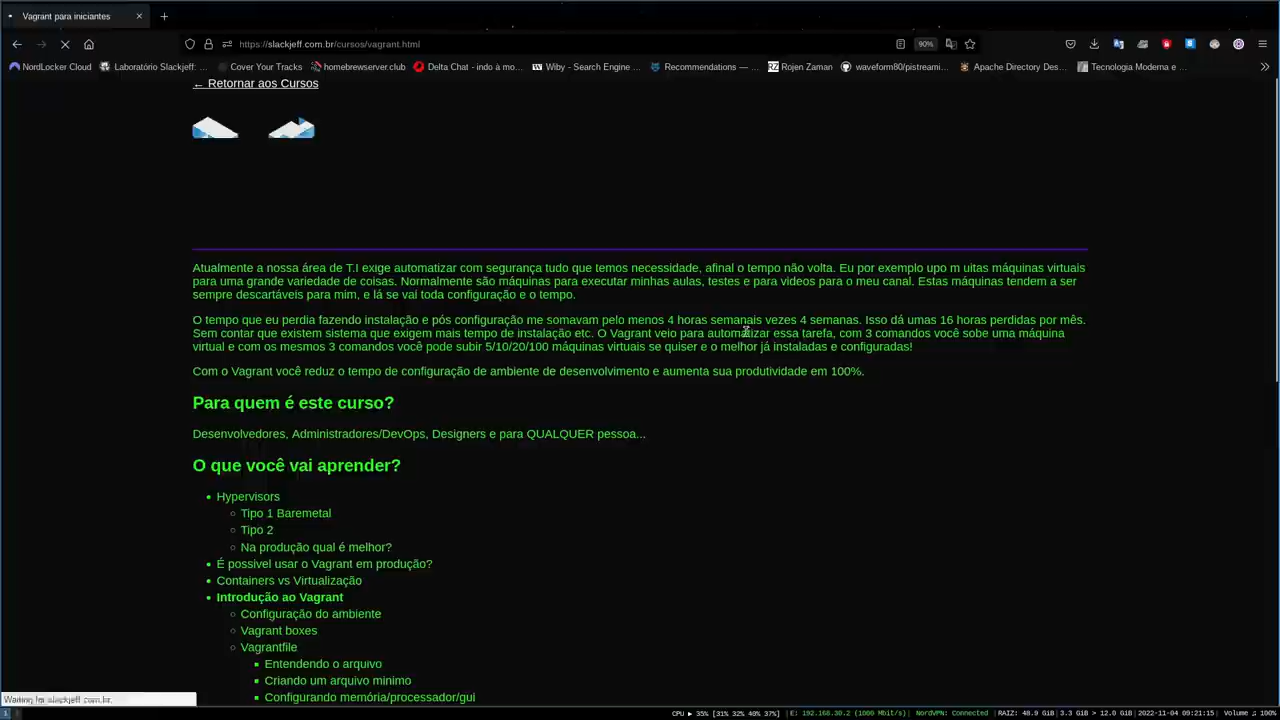 Vagrant para iniciantes
https://slackjeff.com.br/cursos/vagrant.html
90%
NordLocker Cloud
Laboratório Slackjeff: ...
Cover Your Tracks
homebrewserver.club
Delta Chat - indo à mo...
Wiby - Search Engine ...
Recommendations — ...
Rojen Zaman
waveform80/pistreami...
Apache Directory Des...
Tecnologia Moderna e ...
← Retornar aos Cursos
Atualmente a nossa área de T.I exige automatizar com segurança tudo que temos necessidade, afinal o tempo não volta. Eu por exemplo upo m uitas máquinas virtuais
para uma grande variedade de coisas. Normalmente são máquinas para executar minhas aulas, testes e para videos para o meu canal. Estas máquinas tendem a ser
sempre descartáveis para mim, e lá se vai toda configuração e o tempo.
O tempo que eu perdia fazendo instalação e pós configuração me somavam pelo menos 4 horas semanais vezes 4 semanas. Isso dá umas 16 horas perdidas por mês.
Sem contar que existem sistema que exigem mais tempo de instalação etc. O Vagrant veio para automatizar essa tarefa, com 3 comandos você sobe uma máquina
virtual e com os mesmos 3 comandos você pode subir 5/10/20/100 máquinas virtuais se quiser e o melhor já instaladas e configuradas!
Com o Vagrant você reduz o tempo de configuração de ambiente de desenvolvimento e aumenta sua produtividade em 100%.
Para quem é este curso?
Desenvolvedores, Administradores/DevOps, Designers e para QUALQUER pessoa...
O que você vai aprender?
Hypervisors
Tipo 1 Baremetal
Tipo 2
Na produção qual é melhor?
É possivel usar o Vagrant em produção?
Containers vs Virtualização
Introdução ao Vagrant
Configuração do ambiente
Vagrant boxes
Vagrantfile
Entendendo o arquivo
Criando um arquivo minimo
Configurando memória/processador/gui
Waiting for slackjeff.com.br...
1 CPU ▶ 35% [31% 32% 40% 37%] |E: 192.168.30.2 (1000 Mbit/s)| NordVPN: Connected |RAIZ: 48.9 GiB|3.3 GiB > 12.0 GiB|2022-11-04 09:21:15| Volume ♫ 100%